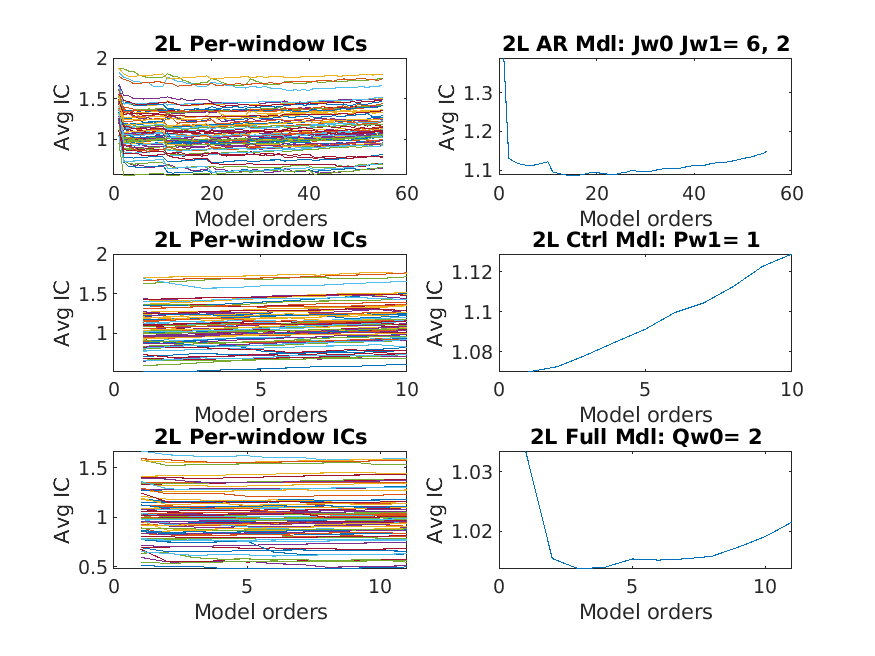 2L Per-window ICs
2L AR Mdl: Jw0 Jw1= 6, 2
Avg IC
2
1.5
1
0 20 40 60
Model orders
Avg IC
1.3
1.2
1.1
0 20 40 60
Model orders
2L Per-window ICs
2L Ctrl Mdl: Pw1= 1
Avg IC
2
1.5
1
0 5 10
Model orders
Avg IC
1.12
1.1
1.08
0 5 10
Model orders
2L Per-window ICs
2L Full Mdl: Qw0= 2
Avg IC
1.5
1
0.5
0 5 10
Model orders
Avg IC
1.03
1.02
0 5 10
Model orders